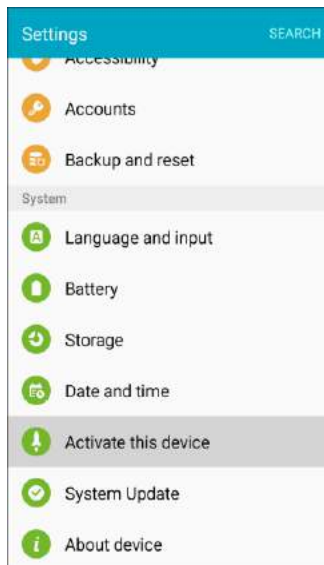 Settings
SEARCH
Accessibility
Accounts
Backup and reset
System
A
Language and input
Battery
Storage
Date and time
Activate this device
System Update
i
About device